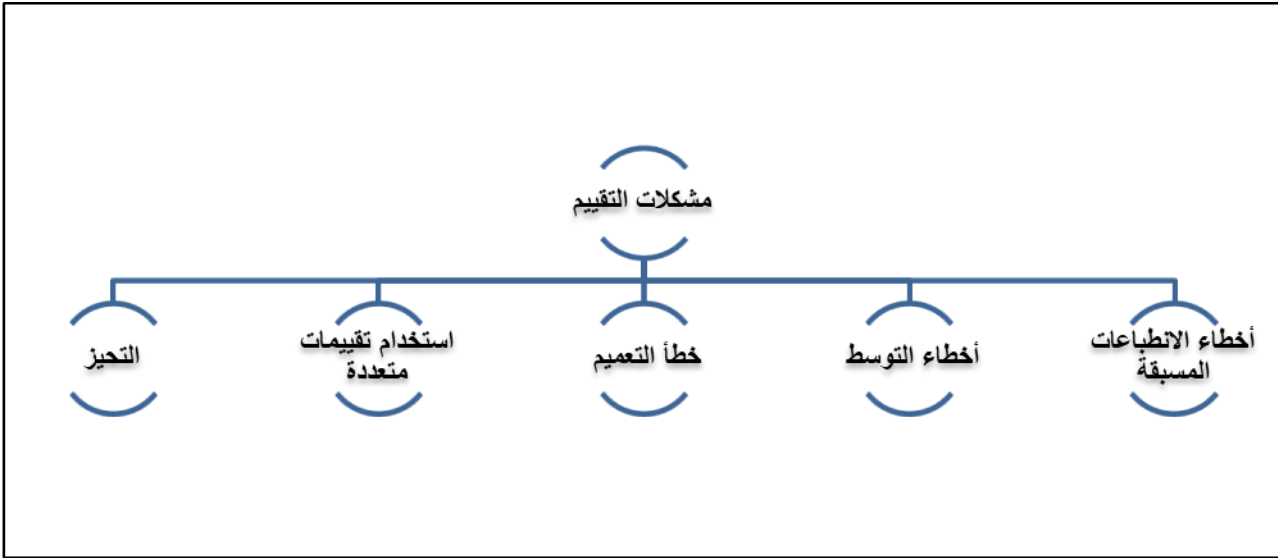 مشكلات التقييم
أخطاء الانطباعات
المسبقة
أخطاء التوسط
خطأ التعميم
استخدام تقييمات
متعددة
التحيز